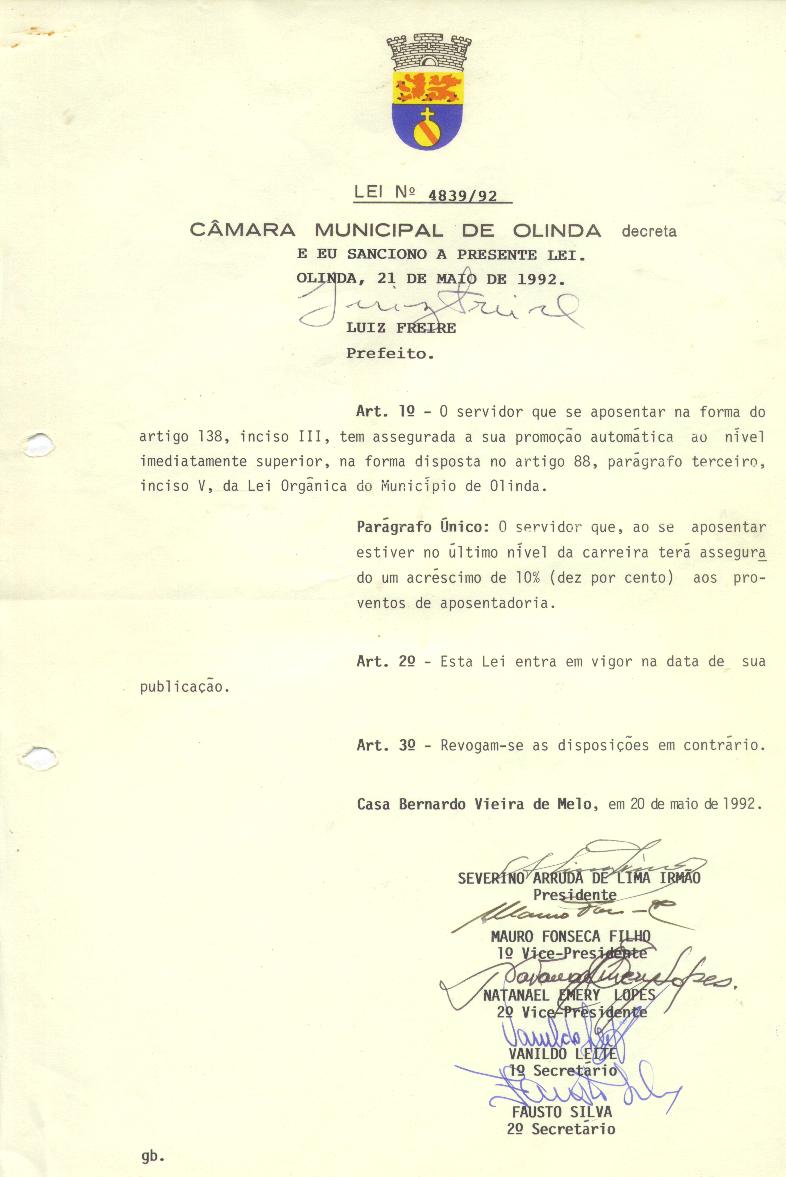 LEI Nº 4839/92
CÂMARA MUNICIPAL DE OLINDA decreta
E EU SANCIONO A PRESENTE LEI.
OLINDA, 21 DE MAIO DE 1992.
Luiz Freire
LUIZ FREIRE
Prefeito.
Art. 1º - O servidor que se aposentar na forma do
artigo 138, inciso III, tem assegurada a sua promoção automática ao nível
imediatamente superior, na forma disposta no artigo 88, parágrafo terceiro,
inciso V, da Lei Orgânica do Município de Olinda.
Parágrafo Único: O servidor que, ao se aposentar
estiver no último nível da carreira terá assegura
do um acréscimo de 10% (dez por cento) aos pro-
ventos de aposentadoria.
Art. 2º - Esta Lei entra em vigor na data de sua
publicação.
Art. 3º - Revogam-se as disposições em contrário.
Casa Bernardo Vieira de Melo, em 20 de maio de 1992.
SEVERINO ARRUDA DE LIMA IRMÃO
Presidente
MAURO FONSECA FILHO
1º Vice-Presidente
NATANAEL EMERY LOPES
2º Vice-Presidente
VANILDO LEITE
1º Secretário
FAUSTO SILVA
2º Secretário
gb.